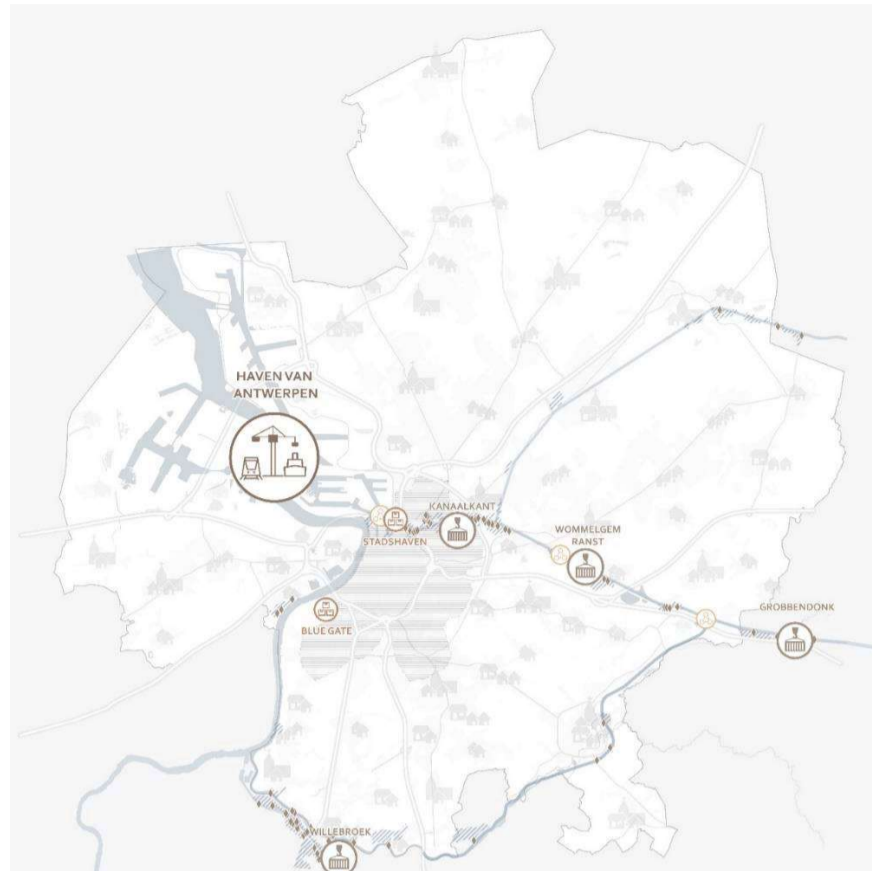 HAVEN VAN
ANTWERPEN
KANAALKANT
STADSHAVEN
WOMMELGEM
RANST
GROBBENDONK
BLUE GATE
WILLEBROEK